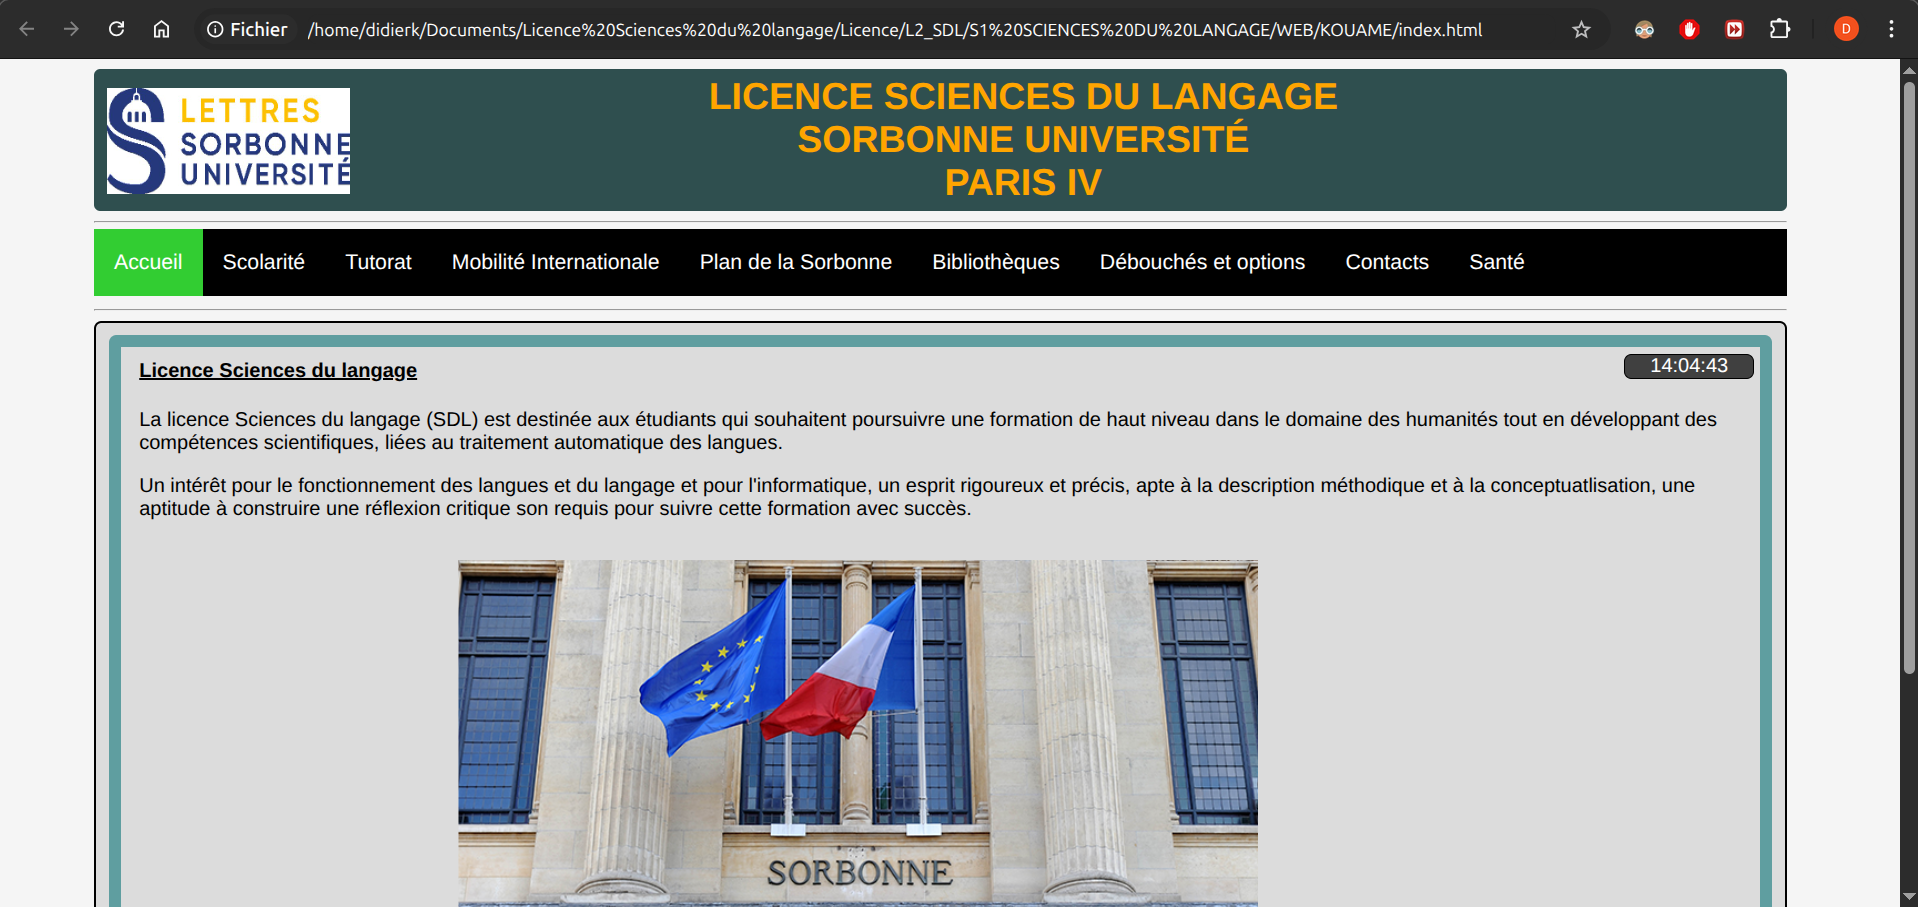 Fichier
/home/didierk/Documents/Licence%20Sciences%20du%20langage/Licence/L2_SDL/S1%20SCIENCES%20DU%20LANGAGE/WEB/KOUAME/index.html
D
LETTRES
SORBONNE
UNIVERSITÉ
LICENCE SCIENCES DU LANGAGE
SORBONNE UNIVERSITÉ
PARIS IV
Accueil Scolarité Tutorat Mobilité Internationale Plan de la Sorbonne Bibliothèques Débouchés et options Contacts Santé
Licence Sciences du langage
14:04:43
La licence Sciences du langage (SDL) est destinée aux étudiants qui souhaitent poursuivre une formation de haut niveau dans le domaine des humanités tout en développant des
compétences scientifiques, liées au traitement automatique des langues.
Un intérêt pour le fonctionnement des langues et du langage et pour l'informatique, un esprit rigoureux et précis, apte à la description méthodique et à la conceptuatlisation, une
aptitude à construire une réflexion critique son requis pour suivre cette formation avec succès.
SORBONNE